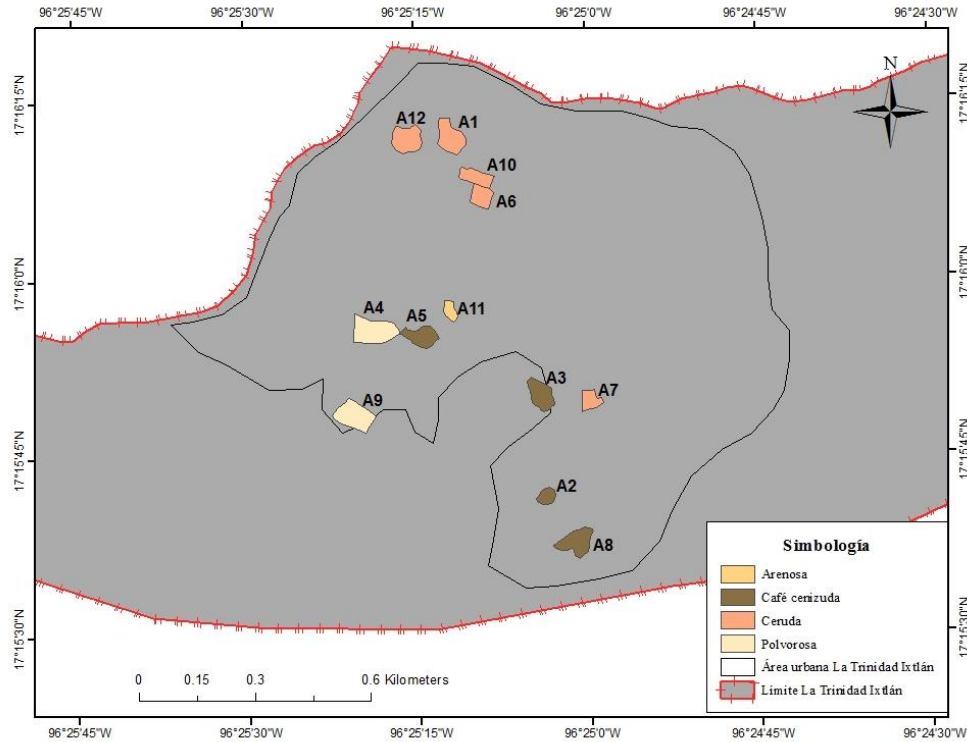 96°25'45"W 96°25'30"W 96°25'15"W 96°25'0"W 96°24'45"W 96°24'30"W
N
17°16'15"N 17°16'15"N
A12 A1
A10
A6
17°16'0"N 17°16'0"N
A4 A5 A11
A3 A7
A9
17°15'45"N 17°15'45"N
A2
A8
Simbología
Arenosa
Café cenizuda
Ceruda
Polvorosa
Área urbana La Trinidad Ixtlán
Límite La Trinidad Ixtlán
17°15'30"N 17°15'30"N
0 0.15 0.3 0.6 Kilometers
96°25'45"W 96°25'30"W 96°25'15"W 96°25'0"W 96°24'45"W 96°24'30"W